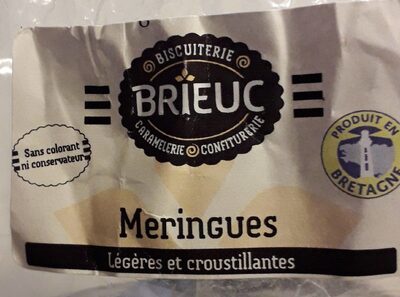 BISCUITERIE
BRIEUC
CARAMELERIE CONFITURERIE
Sans colorant
ni conservateur
PRODUIT EN
BRETAGNE
Meringues
Légères et croustillantes